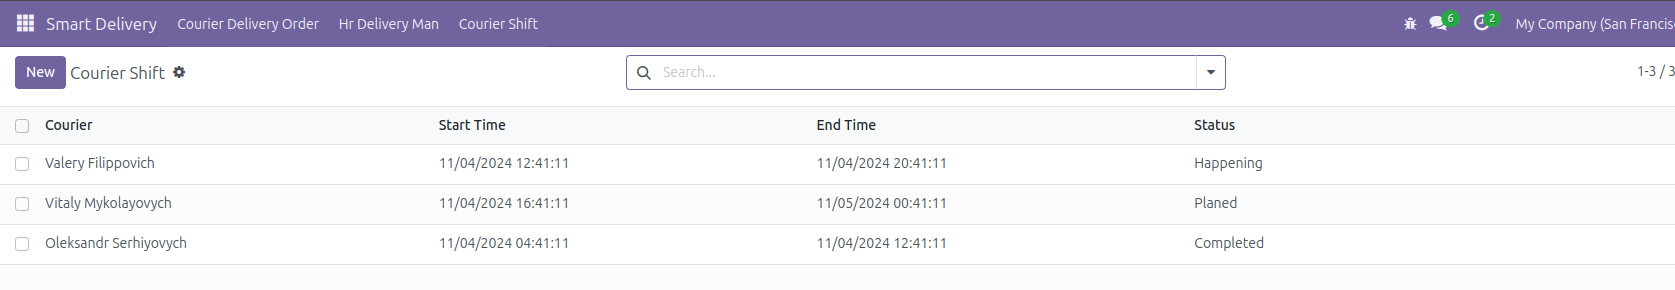 Smart Delivery Courier Delivery Order Hr Delivery Man Courier Shift 6 2 My Company (San Francis
New Courier Shift Search... 1-3 / 3
Courier Start Time End Time Status
Valery Filippovich 11/04/2024 12:41:11 11/04/2024 20:41:11 Happening
Vitaly Mykolayovych 11/04/2024 16:41:11 11/05/2024 00:41:11 Planed
Oleksandr Serhiyovych 11/04/2024 04:41:11 11/04/2024 12:41:11 Completed